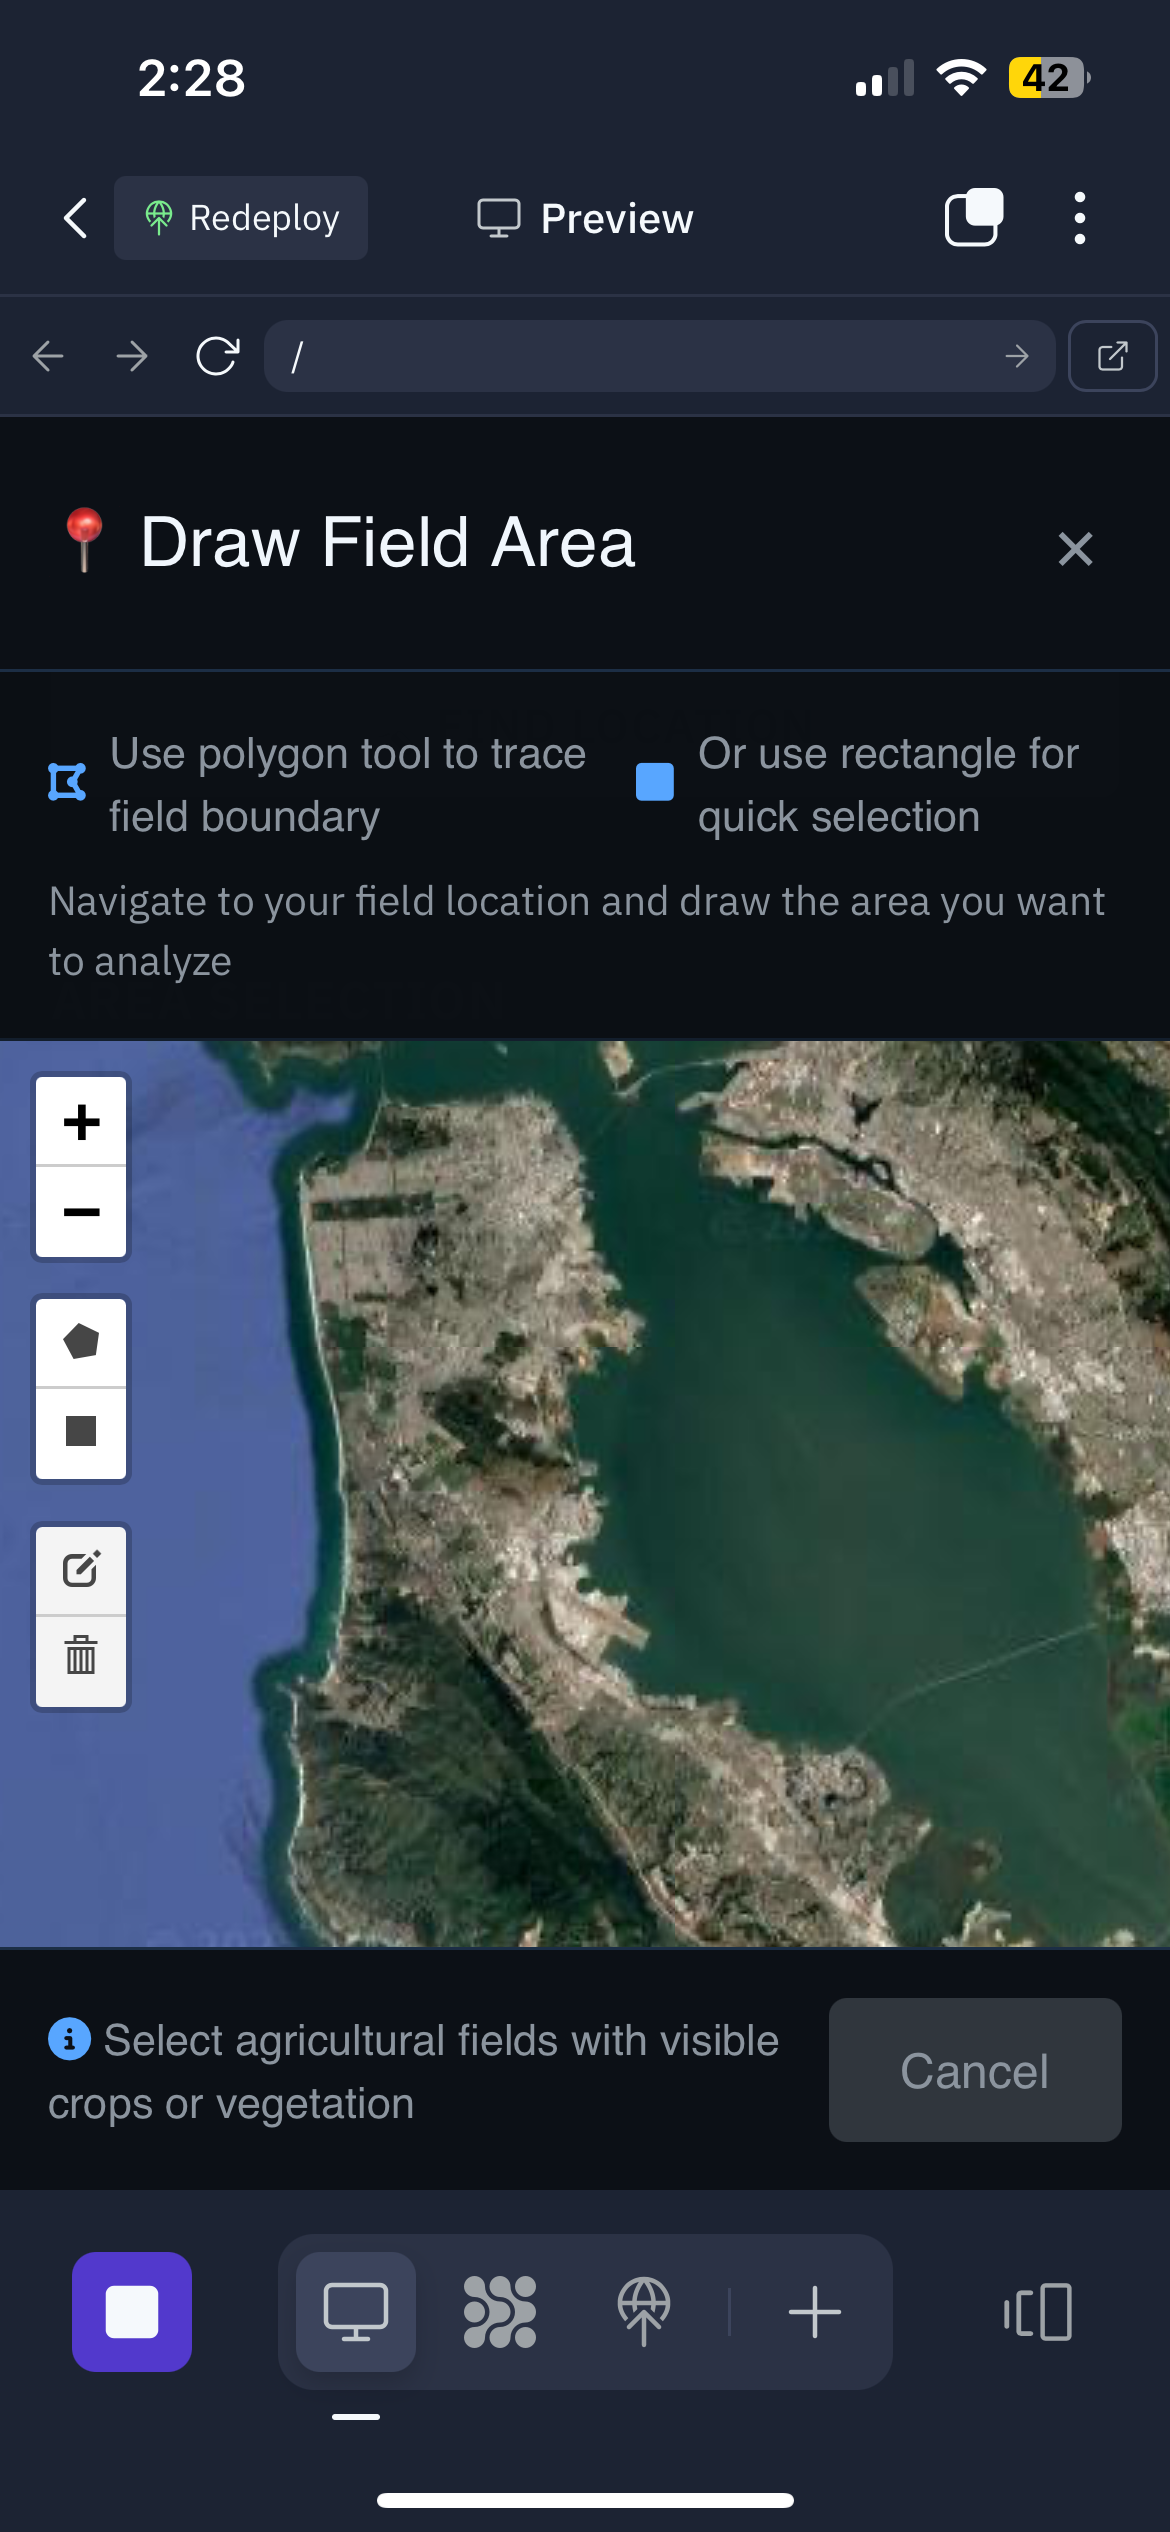 2:28
42
Redeploy
Preview
/
Draw Field Area
Use polygon tool to trace
field boundary
Or use rectangle for
quick selection
Navigate to your field location and draw the area you want
to analyze
AREA SELECTION
+
−
Select agricultural fields with visible
crops or vegetation
Cancel